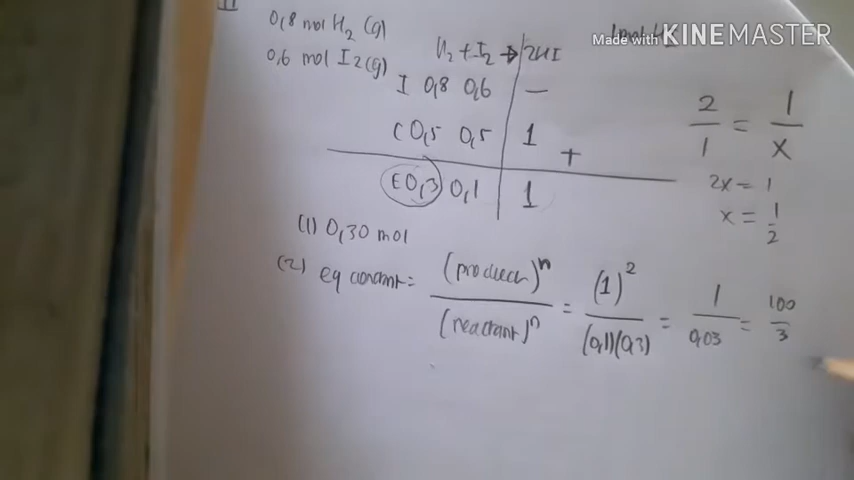 II
0,8 mol H2 (g)
Made with KINEMASTER
0,6 mol I2(g)
H2 + I2 → 2HI
I 0,8 0,6 —
C 0,5 0,5 1 +
E 0,3 0,1 1
2/1 = 1/x
2x = 1
x = 1/2
(1) 0,30 mol
(2) eq constant = (product)^n / (reactant)^n = (1)^2 / (0,1)(0,3) = 1 / 0,03 = 100 / 3